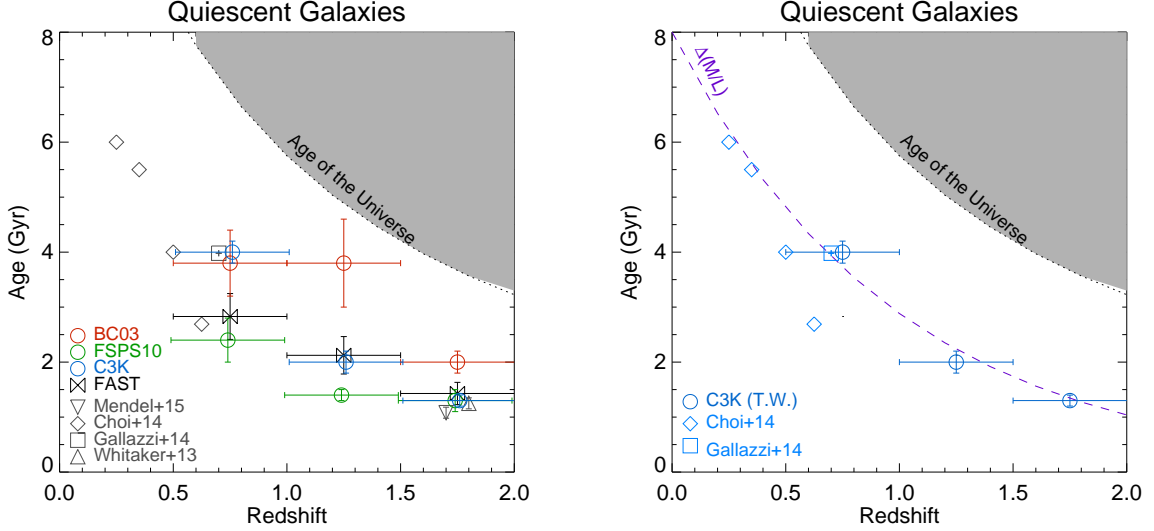 Quiescent Galaxies
8
6
4
2
0
Age (Gyr)
Age of the Universe
BC03
FSPS10
C3K
FAST
Mendel+15
Choi+14
Gallazzi+14
Whitaker+13
0.0 0.5 1.0 1.5 2.0
Redshift
Quiescent Galaxies
8
6
4
2
0
Age (Gyr)
Δ(M/L)
Age of the Universe
C3K (T.W.)
Choi+14
Gallazzi+14
0.0 0.5 1.0 1.5 2.0
Redshift